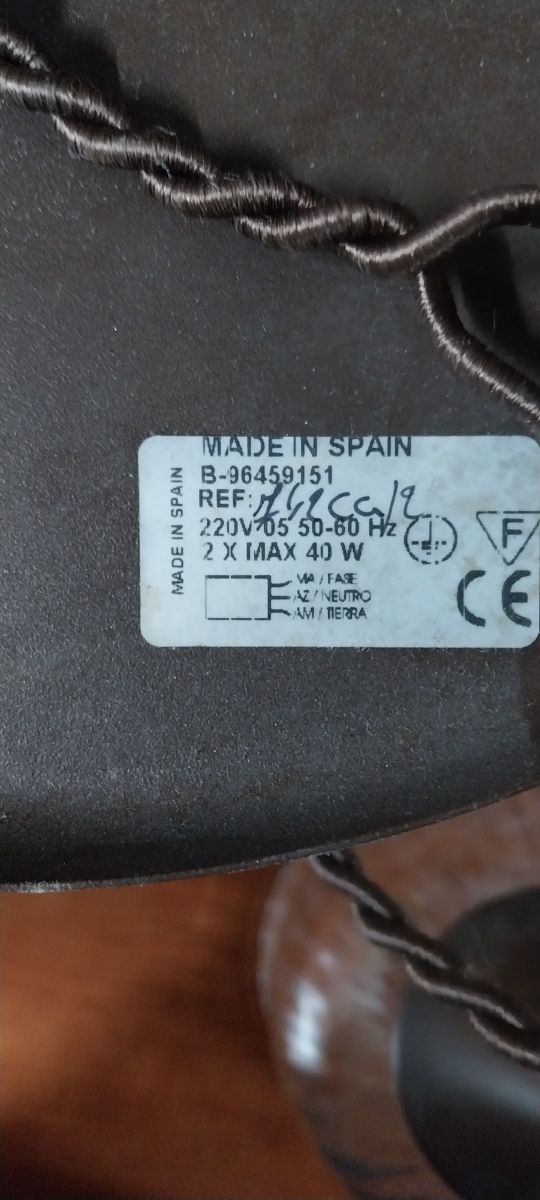 MADE IN SPAIN
MADE IN SPAIN
B-96459151
REF:
220V 05 50-60 Hz
2 X MAX 40 W
F
MA / FASE
AZ / NEUTRO
AM / TIERRA
CE